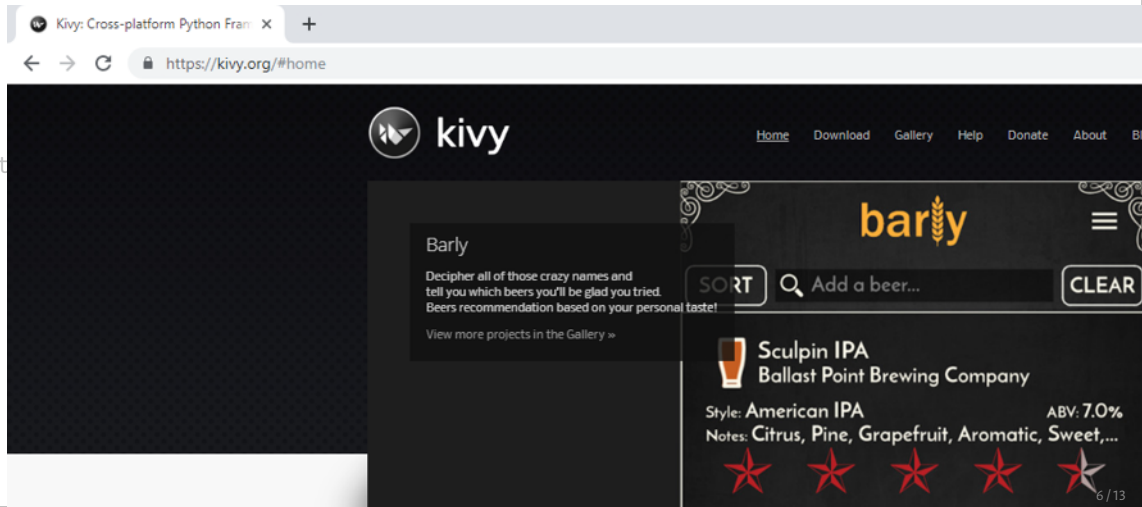 Kivy: Cross-platform Python Fran
https://kivy.org/#home
kivy
Home Download Gallery Help Donate About Bl
t
barly
Barly
Decipher all of those crazy names and
tell you which beers you'll be glad you tried.
Beers recommendation based on your personal taste!
View more projects in the Gallery »
SORT Add a beer... CLEAR
Sculpin IPA
Ballast Point Brewing Company
Style: American IPA ABV: 7.0%
Notes: Citrus, Pine, Grapefruit, Aromatic, Sweet,...
6 / 13